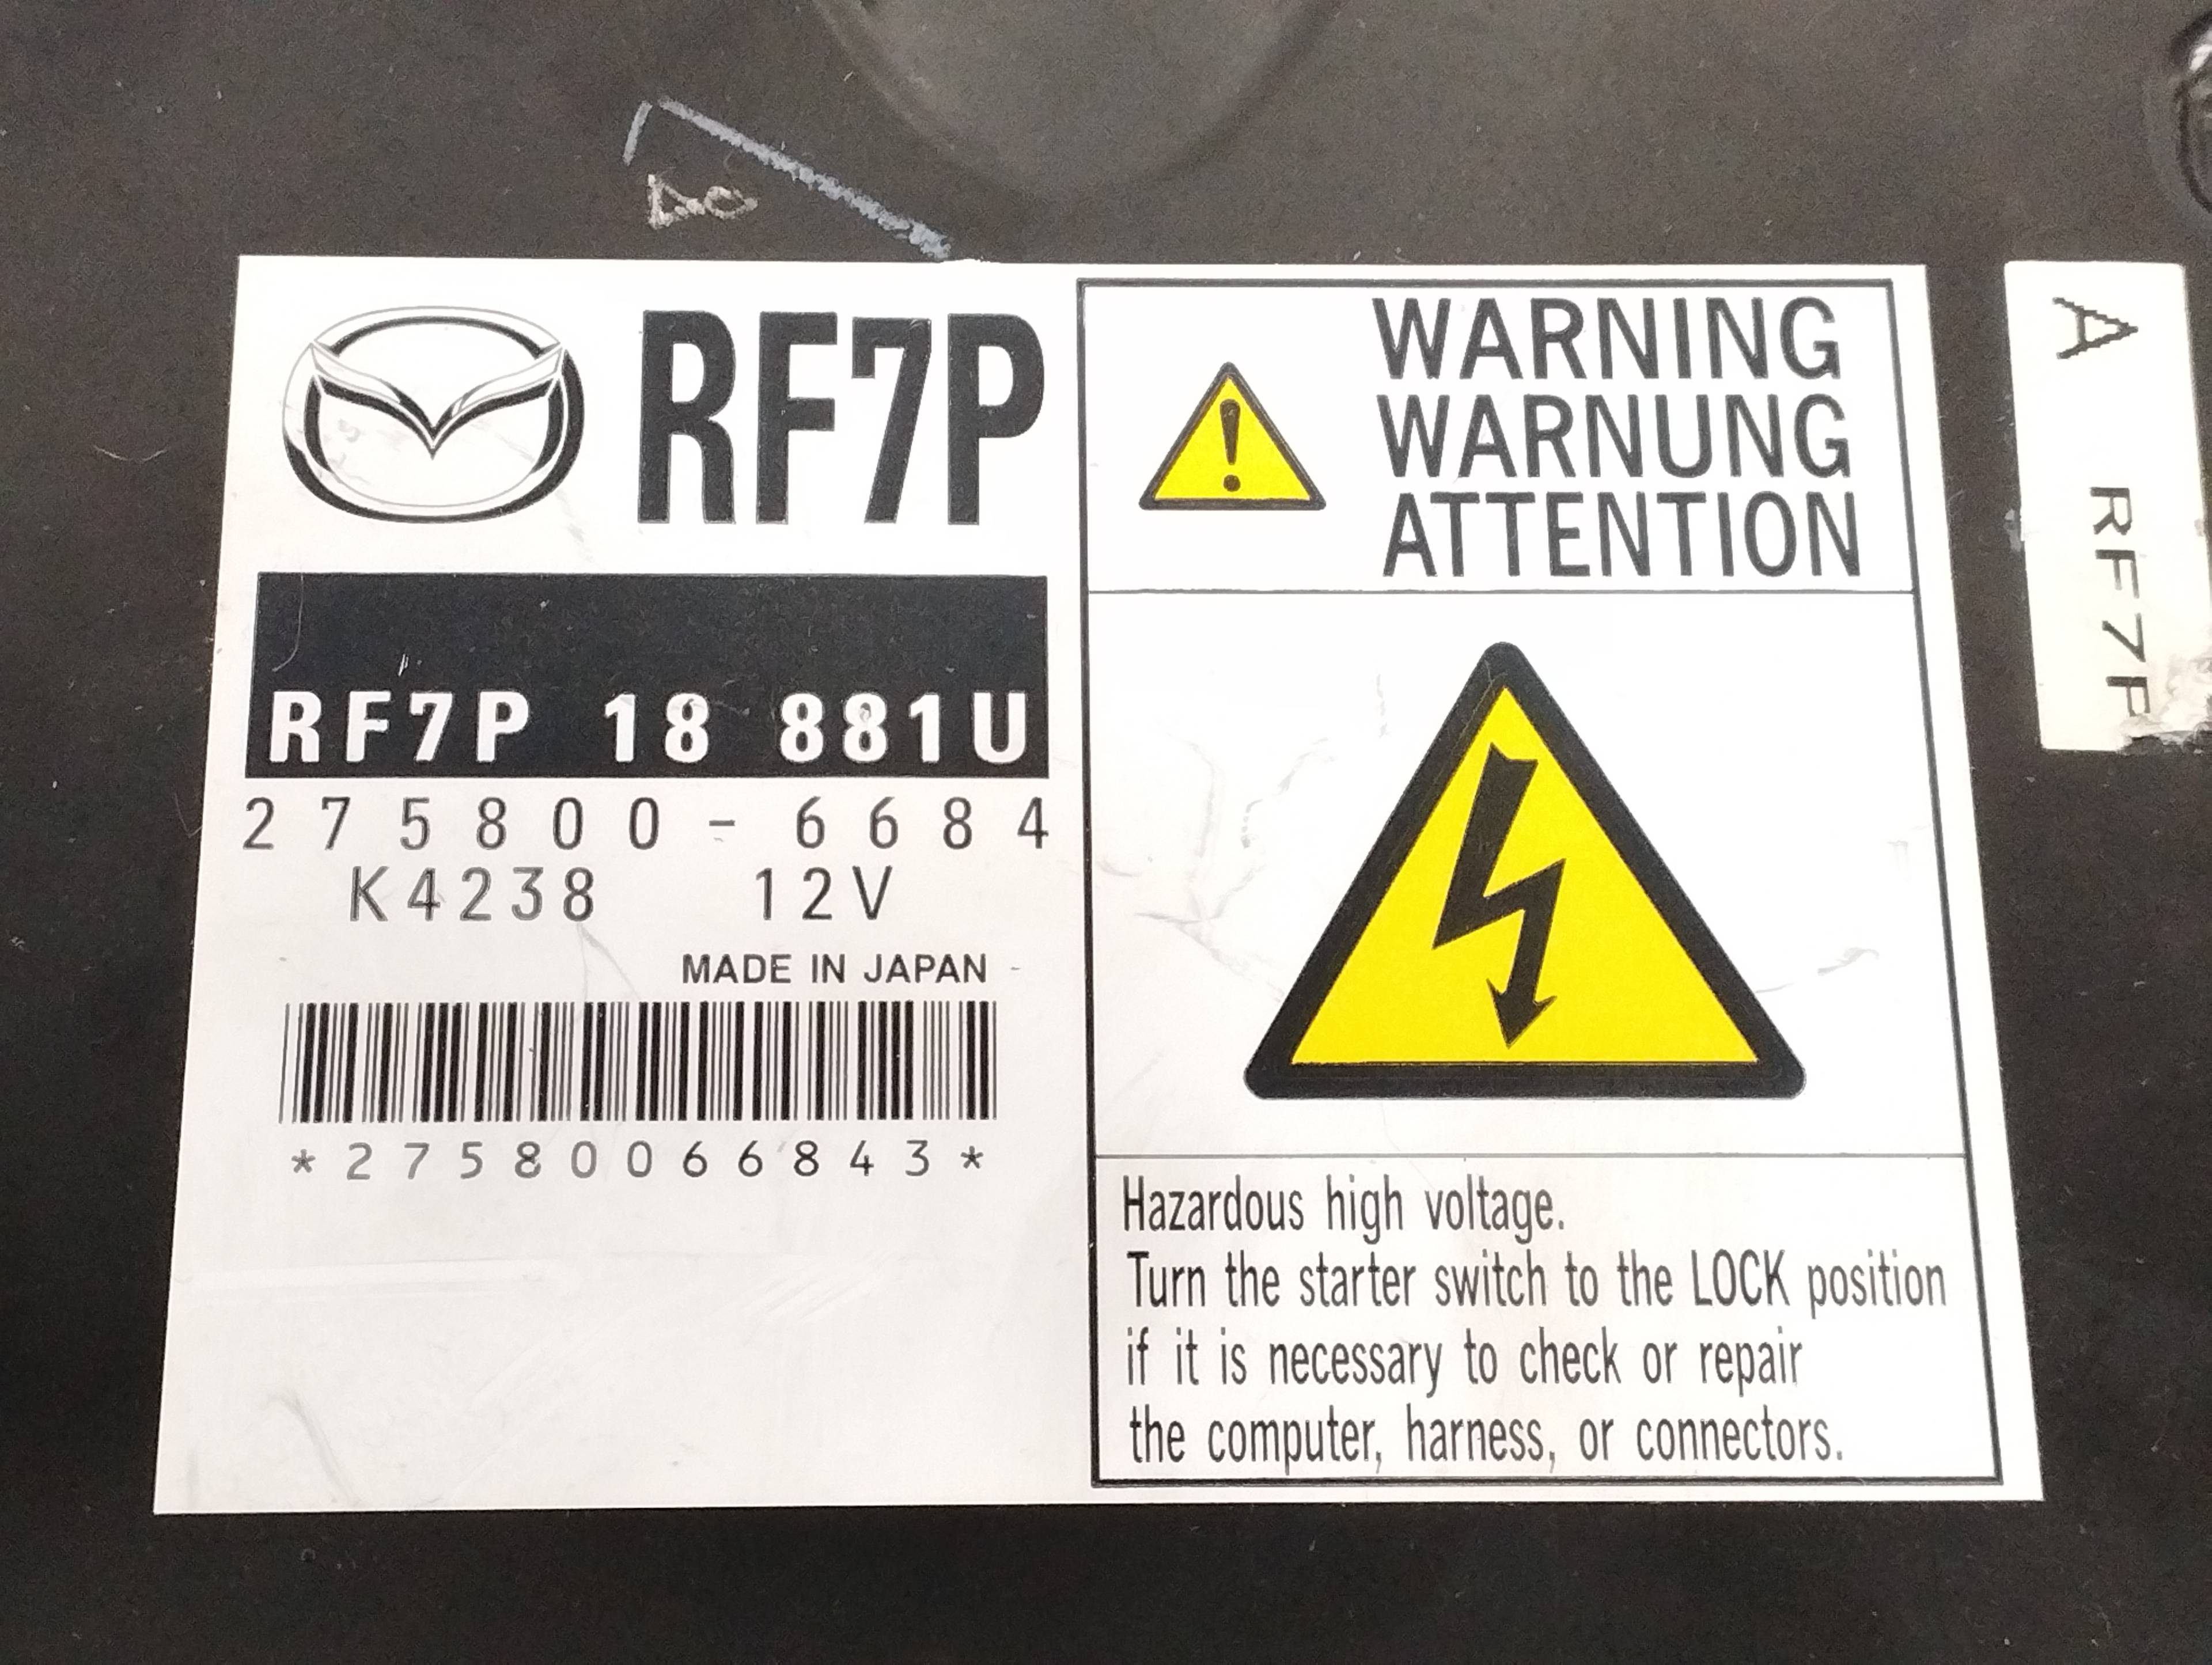 RF7P
RF7P 18 881U
275800-6684
K4238 12V
MADE IN JAPAN
*27580066843*
WARNING
WARNUNG
ATTENTION
Hazardous high voltage.
Turn the starter switch to the LOCK position
if it is necessary to check or repair
the computer, harness, or connectors.
A RF7P